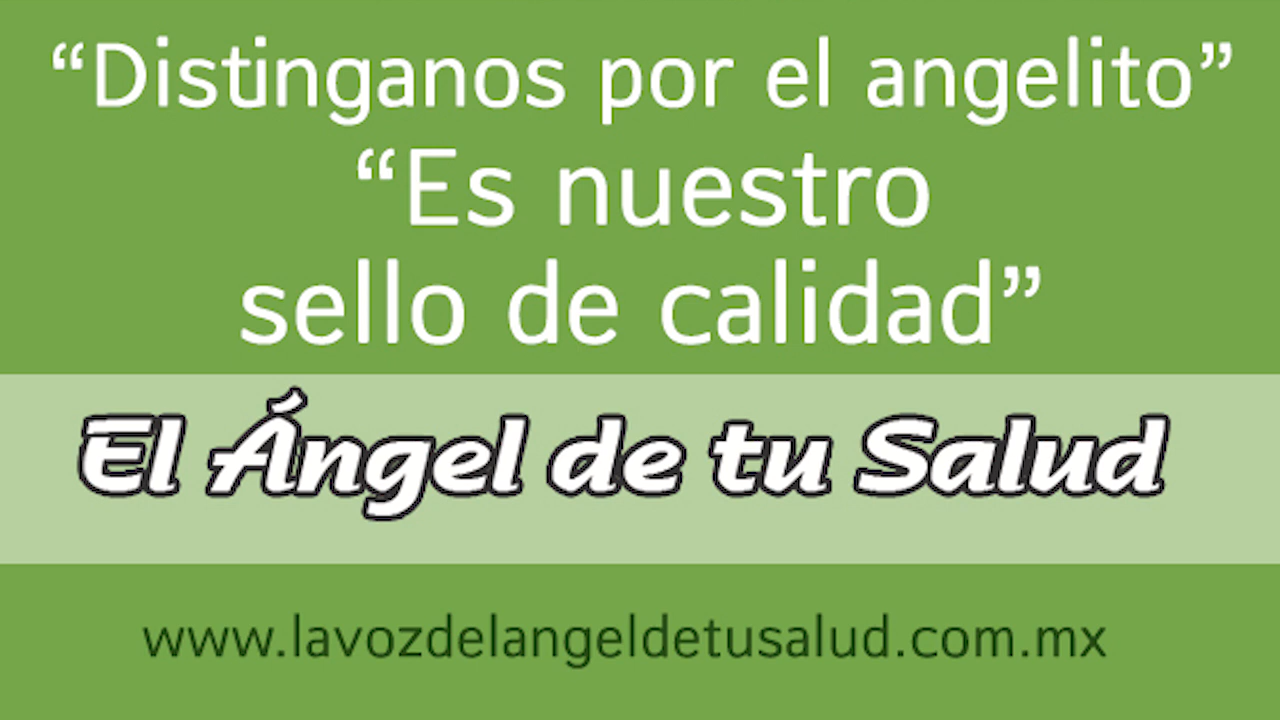 “Distinganos por el angelito”
“Es nuestro
sello de calidad”
El Ángel de tu Salud
www.lavozdelangeldetusalud.com.mx